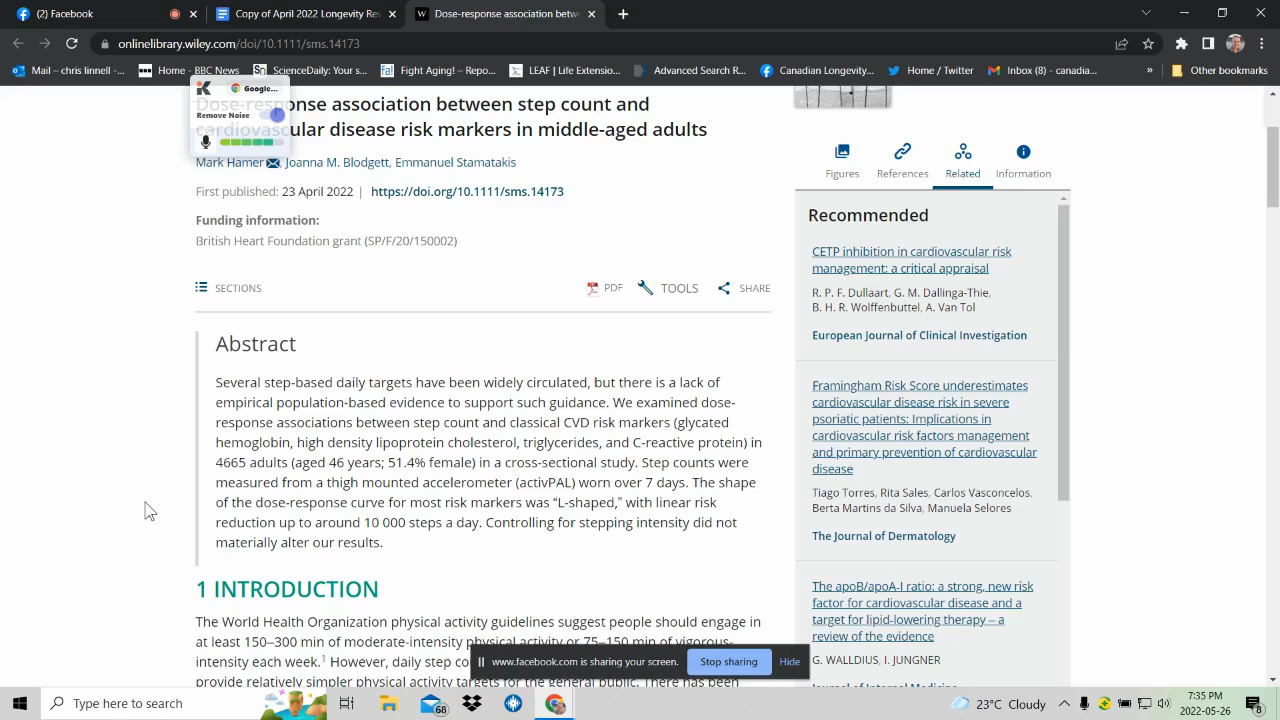 (2) Facebook
Canadian Longevity Rev
Dose-response association betw
onlinelibrary.wiley.com/doi/10.1111/sms.14173
Mail – chris linnell –...
Home - BBC News
ScienceDaily: Your s...
Fight Aging! – Repo...
LEAF | Life Extensio...
Advancements R...
Canadian Longevity...
(7) Home / Twitter
Inbox (8) - canadia...
»
Other bookmarks
Google...
Remove Noise
Dose-response association between step count and
cardiovascular disease risk markers in middle-aged adults
Mark Hamer, Joanna M. Blodgett, Emmanuel Stamatakis
First published: 23 April 2022 | https://doi.org/10.1111/sms.14173
Funding information:
British Heart Foundation grant (SP/F/20/150002)
SECTIONS
PDF
TOOLS
SHARE
Abstract
Several step-based daily targets have been widely circulated, but there is a lack of
empirical population-based evidence to support such guidance. We examined dose-
response associations between step count and classical CVD risk markers (glycated
hemoglobin, high density lipoprotein cholesterol, triglycerides, and C-reactive protein) in
4665 adults (aged 46 years; 51.4% female) in a cross-sectional study. Step counts were
measured from a thigh mounted accelerometer (activPAL) worn over 7 days. The shape
of the dose-response curve for most risk markers was “L-shaped,” with linear risk
reduction up to around 10 000 steps a day. Controlling for stepping intensity did not
materially alter our results.
1 INTRODUCTION
The World Health Organization physical activity guidelines suggest people should engage in
at least 150–300 min of moderate-intensity physical activity or 75–150 min of vigorous-
intensity each week.1 However, daily step co
provide relatively simpler physical activity targets for the general public. There has been
Figures
References
Related
Information
Recommended
CETP inhibition in cardiovascular risk
management: a critical appraisal
R. P. F. Dullaart, G. M. Dallinga-Thie,
B. H. R. Wolffenbuttel, A. Van Tol
European Journal of Clinical Investigation
Framingham Risk Score underestimates
cardiovascular disease risk in severe
psoriatic patients: Implications in
cardiovascular risk factors management
and primary prevention of cardiovascular
disease
Tiago Torres, Rita Sales, Carlos Vasconcelos,
Berta Martins da Silva, Manuela Selores
The Journal of Dermatology
The apoB/apoA-I ratio: a strong, new risk
factor for cardiovascular disease and a
target for lipid-lowering therapy – a
review of the evidence
G. WALLDIUS, I. JUNGNER
Journal of Internal Medicine
www.facebook.com is sharing your screen.
Stop sharing
Hide
Type here to search
68
23°C Cloudy
7:35 PM
2022-05-26
8